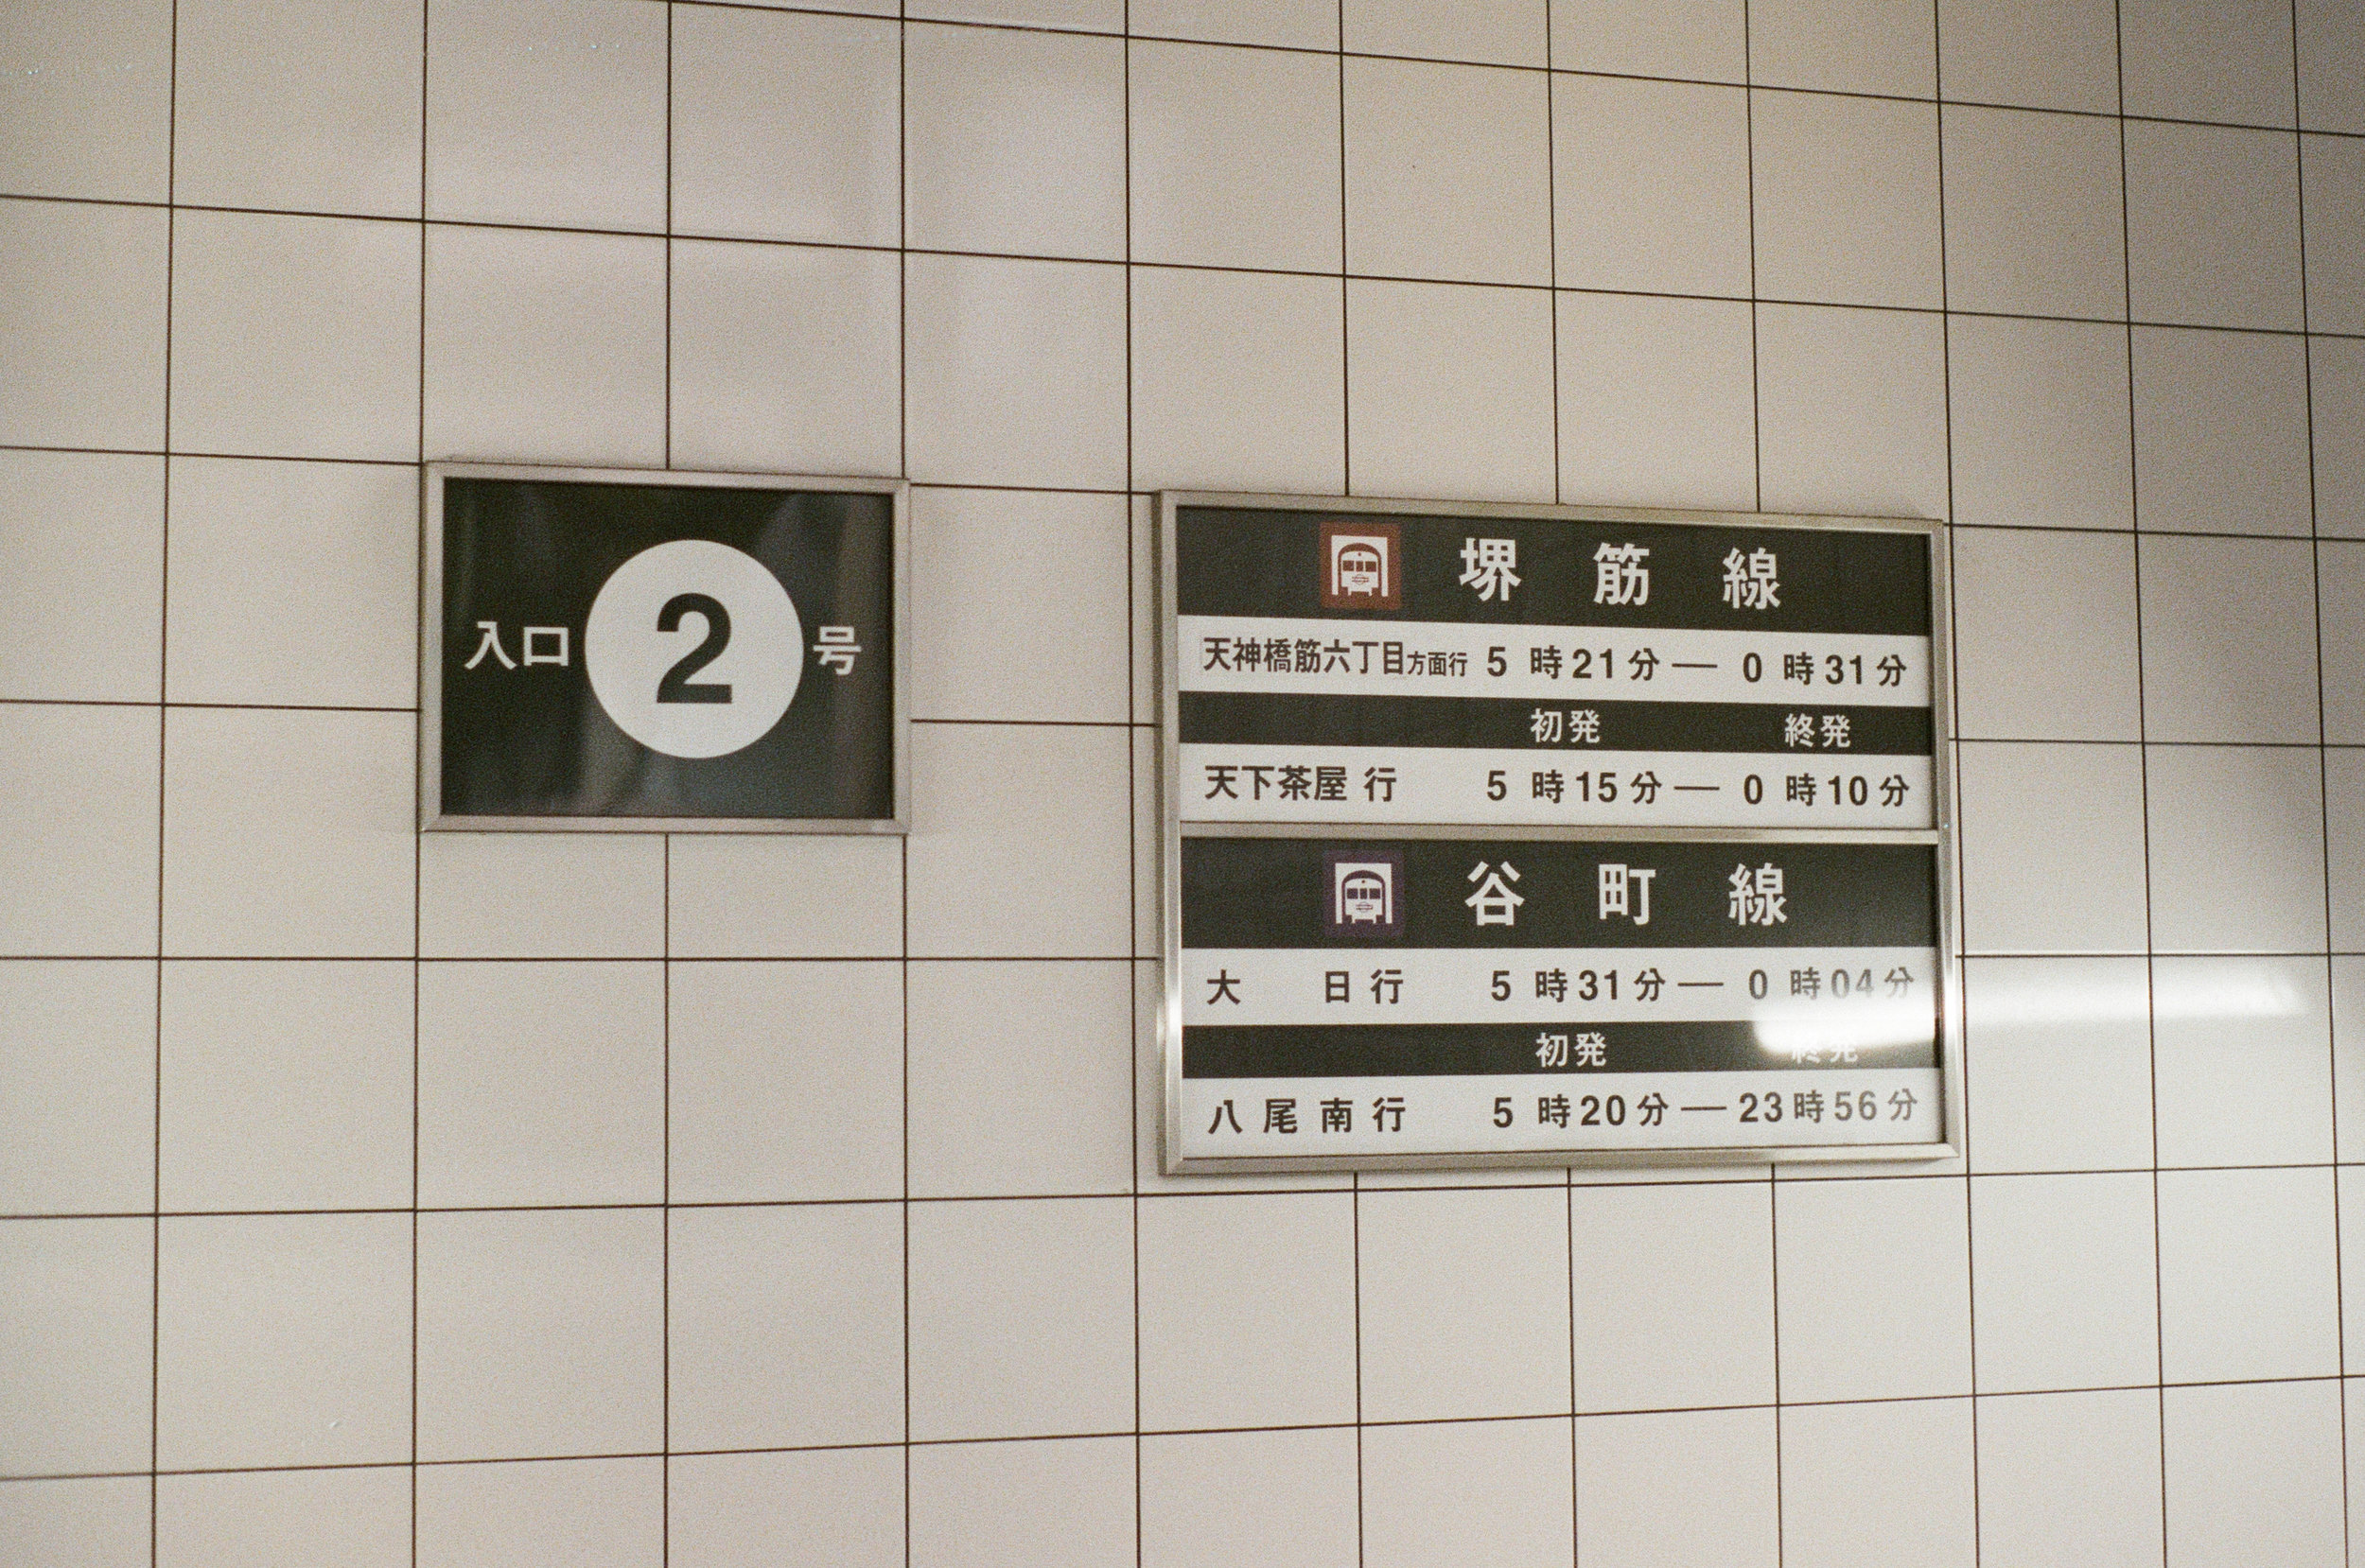 入口 2 号
堺 筋 線
天神橋筋六丁目方面行 5 時 21 分 — 0 時 31 分
初発 終発
天下茶屋 行 5 時 15 分 — 0 時 10 分
谷 町 線
大 日 行 5 時 31 分 — 0 時 04 分
初発 終発
八 尾 南 行 5 時 20 分 — 23 時 56 分